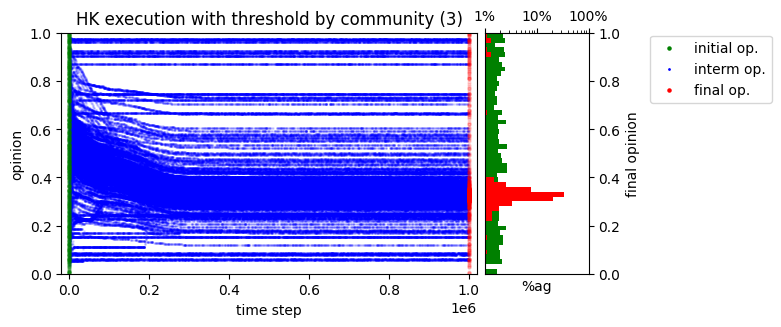 HK execution with threshold by community (3)
1% 10% 100%
opinion
1.0
0.8
0.6
0.4
0.2
0.0
0.0 0.2 0.4 0.6 0.8 1.0
1e6
time step
%ag
1.0
0.8
0.6
0.4
0.2
0.0
final opinion
initial op.
interm op.
final op.